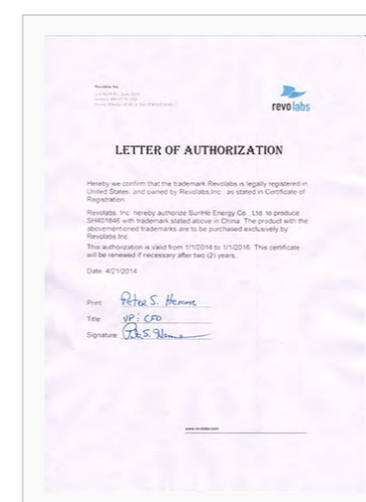 Revolabs, Inc.
revolabs
LETTER OF AUTHORIZATION
Hereby we confirm that the trademark Revolabs is legally registered in
United States, and owned by Revolabs,Inc., as stated in Certificate of
Registration.
Revolabs, Inc. hereby authorize SunHe Energy Co., Ltd. to produce
SH401846 with trademark stated above in China. The product with the
abovementioned trademarks are to be purchased exclusively by
Revolabs,Inc.
This authorization is valid from 1/1/2014 to 1/1/2016. This certificate
will be renewed if necessary after two (2) years.
Date: 4/21/2014
Print: Peter S.
Title: VP; CFO
Signature:
www.revolabs.com